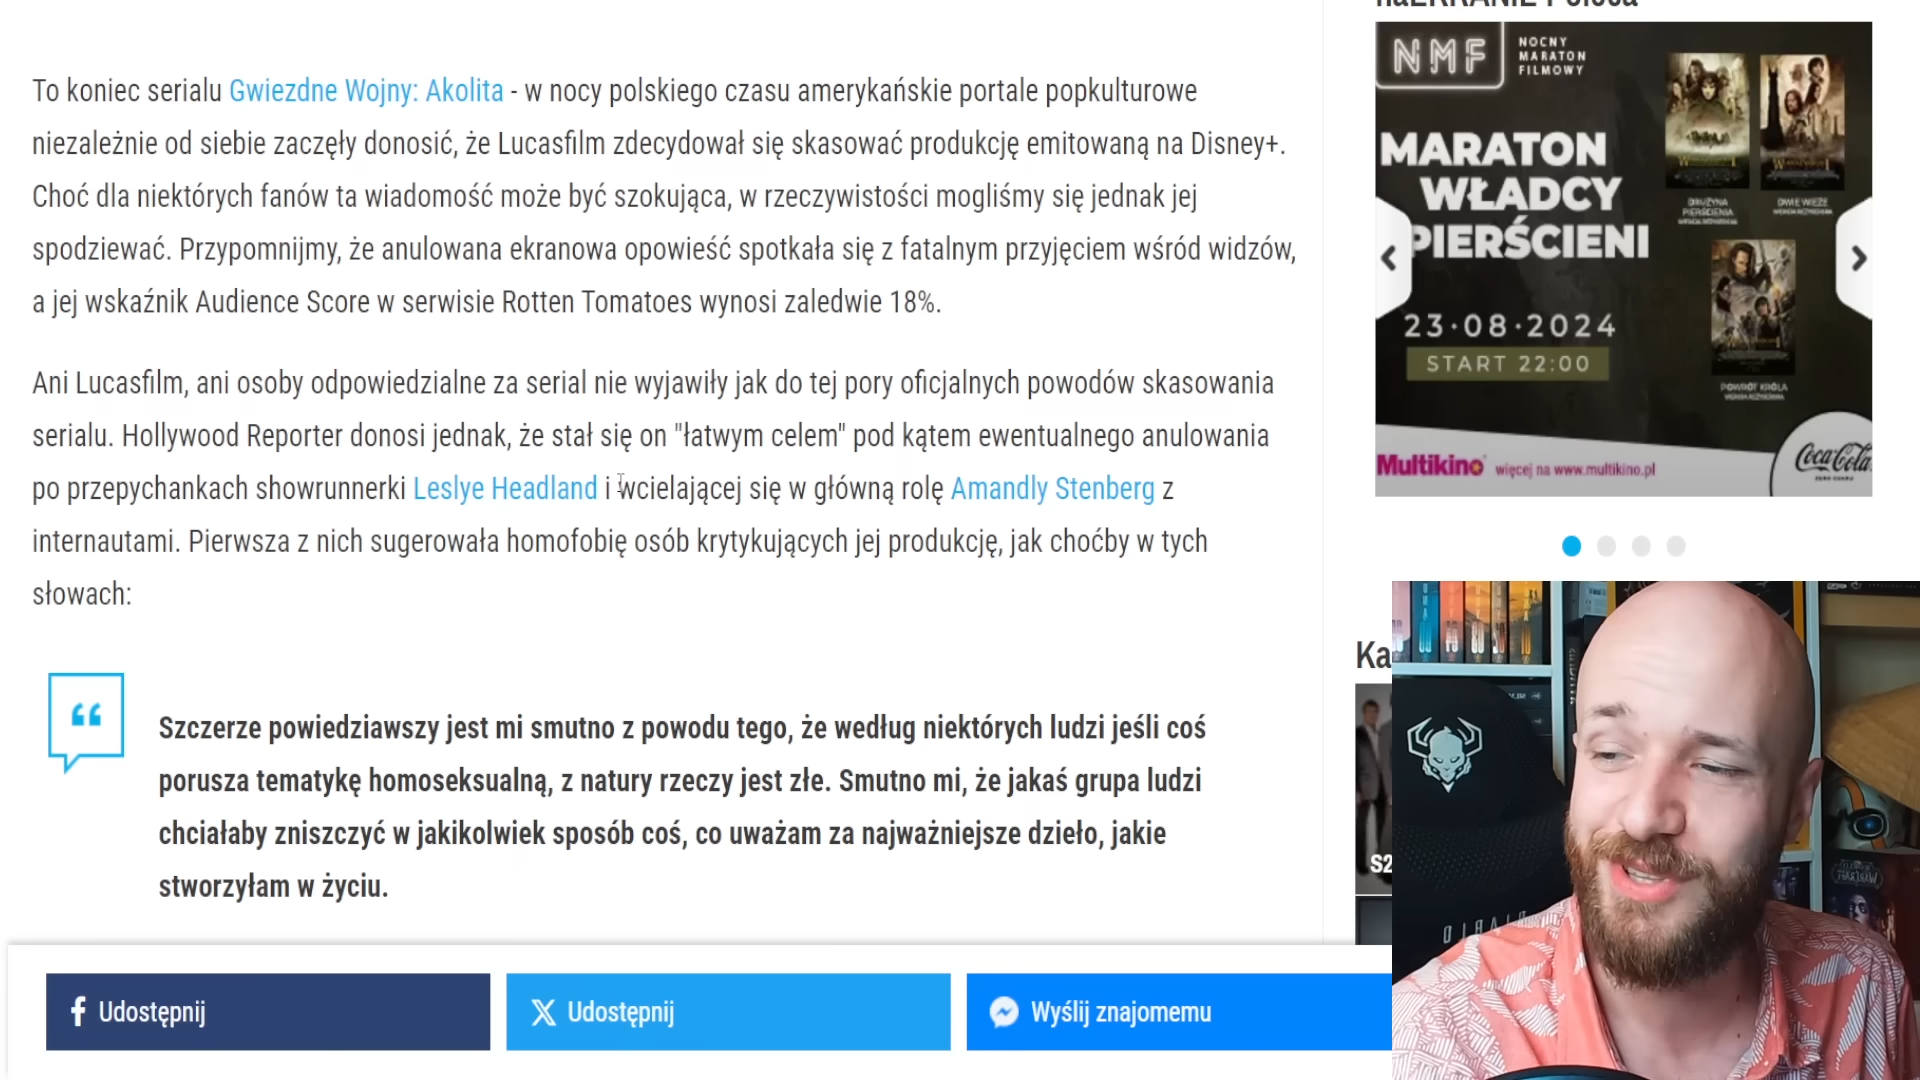 To koniec serialu Gwiezdne Wojny: Akolita - w nocy polskiego czasu amerykańskie portale popkulturowe
niezależnie od siebie zaczęły donosić, że Lucasfilm zdecydował się skasować produkcję emitowaną na Disney+.
Choć dla niektórych fanów ta wiadomość może być szokująca, w rzeczywistości mogliśmy się jednak jej
spodziewać. Przypomnijmy, że anulowana ekranowa opowieść spotkała się z fatalnym przyjęciem wśród widzów,
a jej wskaźnik Audience Score w serwisie Rotten Tomatoes wynosi zaledwie 18%.
Ani Lucasfilm, ani osoby odpowiedzialne za serial nie wyjawiły jak do tej pory oficjalnych powodów skasowania
serialu. Hollywood Reporter donosi jednak, że stał się on "łatwym celem" pod kątem ewentualnego anulowania
po przepychankach showrunnerki Leslye Headland i wcielającej się w główną rolę Amandly Stenberg z
internautami. Pierwsza z nich sugerowała homofobię osób krytykujących jej produkcję, jak choćby w tych
słowach:
Szczerze powiedziawszy jest mi smutno z powodu tego, że według niektórych ludzi jeśli coś
porusza tematykę homoseksualną, z natury rzeczy jest złe. Smutno mi, że jakaś grupa ludzi
chciałaby zniszczyć w jakikolwiek sposób coś, co uważam za najważniejsze dzieło, jakie
stworzyłam w życiu.
Udostępnij
Udostępnij
Wyślij znajomemu
NMF
NOCNY
MARATON
FILMOWY
MARATON
WŁADCY
PIERŚCIENI
23·08·2024
START 22:00
DRUŻYNA
PIERŚCIENIA
DWIE WIEŻE
POWRÓT KRÓLA
Multikino więcej na www.multikino.pl
Coca-Cola
Ka
S2
DIABLO